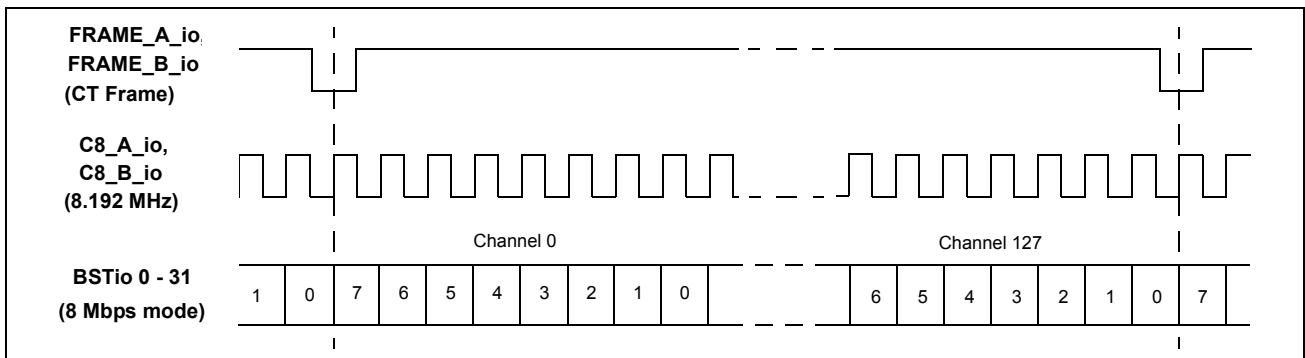 FRAME_A_io,
FRAME_B_io
(CT Frame)
C8_A_io,
C8_B_io
(8.192 MHz)
Channel 0
Channel 127
BSTio 0 - 31
(8 Mbps mode)
1 0 7 6 5 4 3 2 1 0
6 5 4 3 2 1 0 7